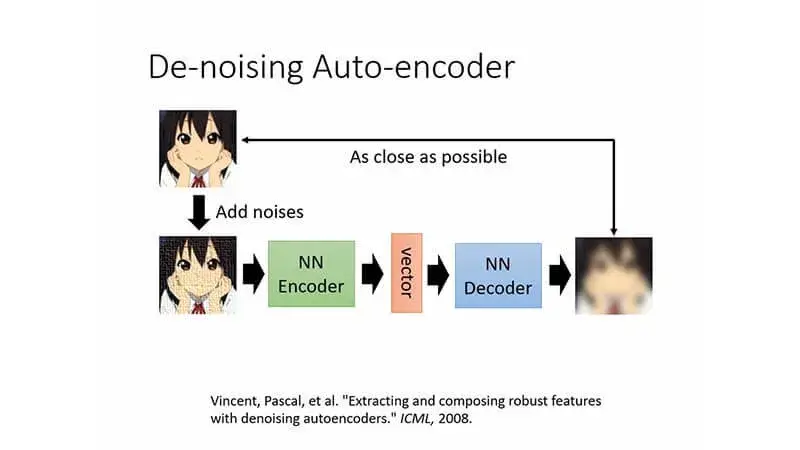 De-noising Auto-encoder
As close as possible
Add noises
NN
Encoder
vector
NN
Decoder
Vincent, Pascal, et al. "Extracting and composing robust features
with denoising autoencoders." ICML, 2008.